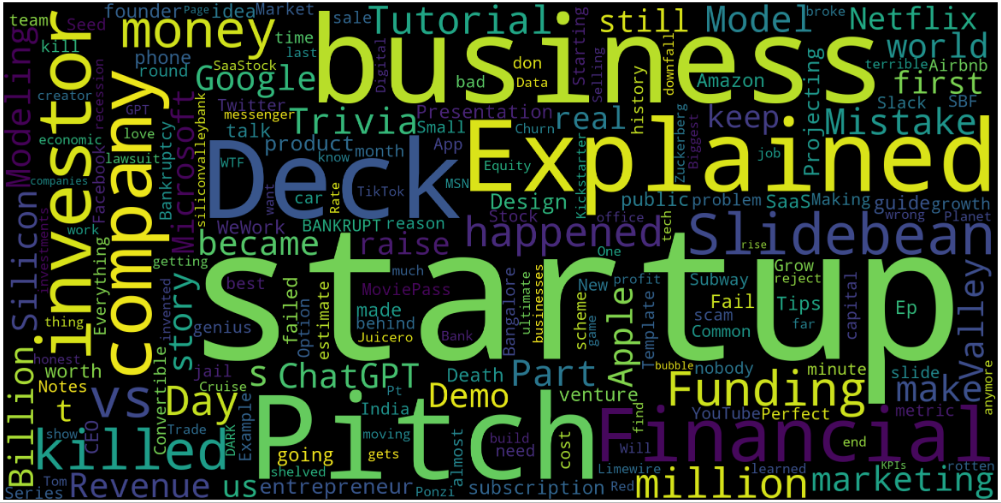 startup
business
Pitch
Deck
Explained
Financial
investor
company
Slidebean
money
Funding
killed
vs
Day
million
marketing
make
Valley
Silicon
Modeling
Microsoft
Google
Trivia
Tutorial
Model
Netflix
world
first
Mistake
keep
real
still
happened
became
raise
story
s
ChatGPT
Demo
Part
Apple
Billion
t
Revenue
us
entrepreneur
founder
idea
Market
team
Seed
kill
Page
sale
broke
phone
round
time
last
Digital
don
bad
Data
Starting
selling
downfall
terrible
Airbnb
SaaStock
creator
GPT
recession
Twitter
messenger
talk
Presentation
Small
Amazon
history
Projecting
Slack
SBF
economic
love
lawsuit
Facebook
Bankruptcy
product
know
month
App
Churn
Biggest
Zuckerberg
job
companies
work
investments
WTF
siliconvalleybank
want
car
Rate
TikTok
MSN
Equity
Kickstarter
public
problem
SaaS
Making
guide
growth
wrong
Planet
Everything
getting
WeWork
BANKRUPT
reason
Design
Stock
office
tech
One
rise
thing
invented
best
much
MoviePass
failed
made
behind
New
profit
Subway
Grow
reject
Tips
capital
Ep
genius
Option
estimate
Juicero
Bank
Bangalor
ultimate
businesses
scheme
game
Fail
scam
Template
Common
far
honest
worth
jail
Notes
Cruise
Convertible
Death
venture
bubble
nobody
minute
slide
anymore
Pt
India
YouTube
Perfect
metric
CEO
Example
DARK
going
moving
gets
cost
find
end
show
Trade
shelved
Ponzi
almost
build
need
subscription
Will
Limewire
learned
Red
KPIs
rotten
Tom
Series